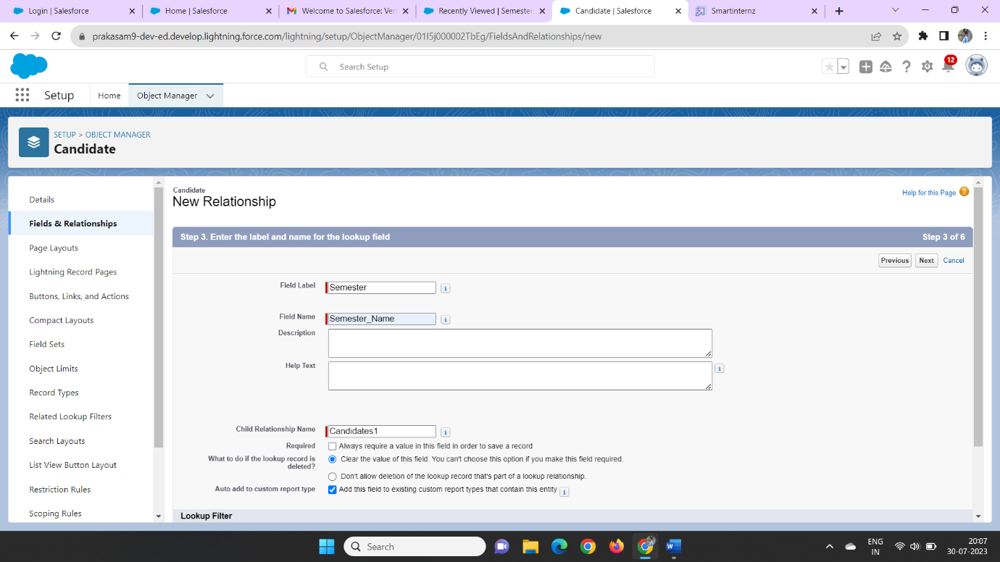 Login | Salesforce
Home | Salesforce
Welcome to Salesforce: Ver
Recently Viewed | Semester
Candidate | Salesforce
Smartinternz
prakasam9-dev-ed.develop.lightning.force.com/lightning/setup/ObjectManager/01I5j000002TbEg/FieldsAndRelationships/new
Search Setup
12
Setup
Home
Object Manager
SETUP > OBJECT MANAGER
Candidate
Details
Fields & Relationships
Page Layouts
Lightning Record Pages
Buttons, Links, and Actions
Compact Layouts
Field Sets
Object Limits
Record Types
Related Lookup Filters
Search Layouts
List View Button Layout
Restriction Rules
Scoping Rules
Candidate
New Relationship
Help for this Page
Step 3. Enter the label and name for the lookup field
Step 3 of 6
Previous Next Cancel
Field Label Semester
Field Name Semester_Name
Description
Help Text
Child Relationship Name Candidates1
Required Always require a value in this field in order to save a record
What to do if the lookup record is deleted? Clear the value of this field. You can't choose this option if you make this field required.
Don't allow deletion of the lookup record that's part of a lookup relationship.
Auto add to custom report type Add this field to existing custom report types that contain this entity
Lookup Filter
Search
ENG
IN
20:07
30-07-2023